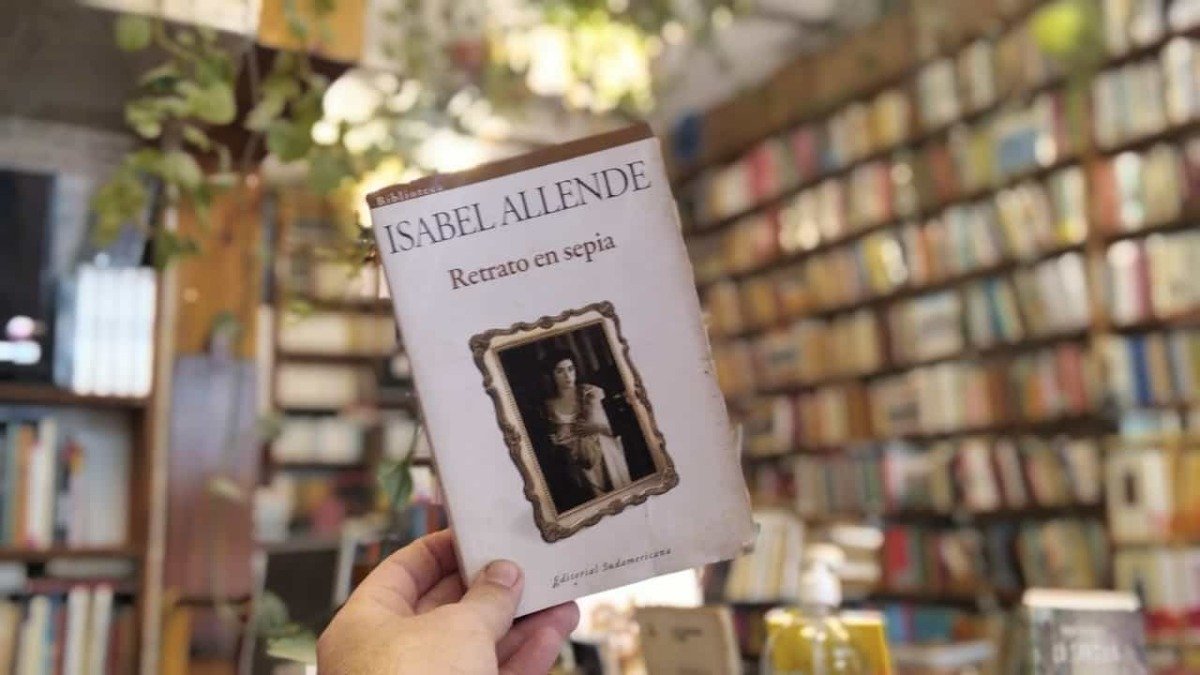 Biblioteca
ISABEL ALLENDE
Retrato en sepia
Editorial Sudamericana